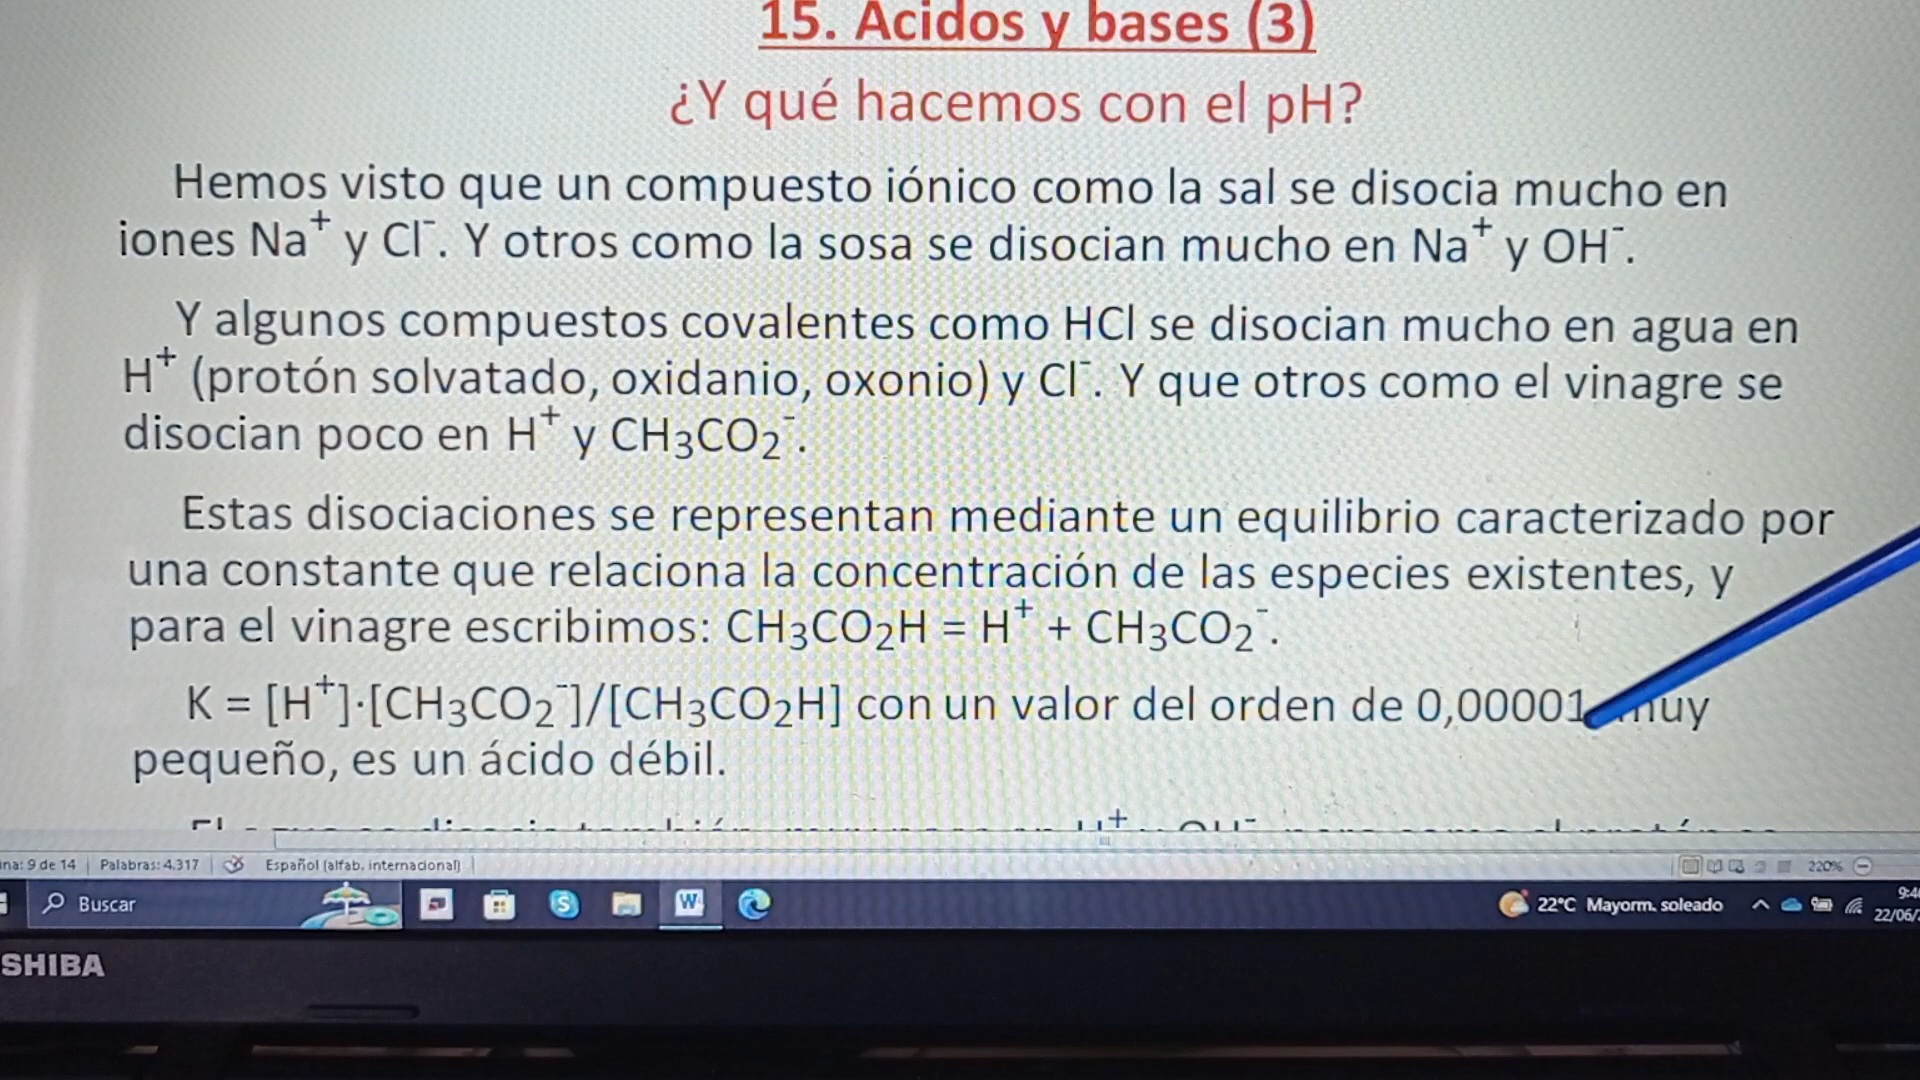 15. Acidos y bases (3)
¿Y qué hacemos con el pH?
Hemos visto que un compuesto iónico como la sal se disocia mucho en
iones Na⁺ y Cl⁻. Y otros como la sosa se disocian mucho en Na⁺ y OH⁻.
Y algunos compuestos covalentes como HCl se disocian mucho en agua en
H⁺ (protón solvatado, oxidanio, oxonio) y Cl⁻. Y que otros como el vinagre se
disocian poco en H⁺ y CH₃CO₂⁻.
Estas disociaciones se representan mediante un equilibrio caracterizado por
una constante que relaciona la concentración de las especies existentes, y
para el vinagre escribimos: CH₃CO₂H = H⁺ + CH₃CO₂⁻.
K = [H⁺]·[CH₃CO₂⁻]/[CH₃CO₂H] con un valor del orden de 0,00001 muy
pequeño, es un ácido débil.
ina: 9 de 14 Palabras: 4.317 Español (alfab. internacional) 220%
Buscar 22°C Mayorm. soleado 9:4
22/06/
SHIBA